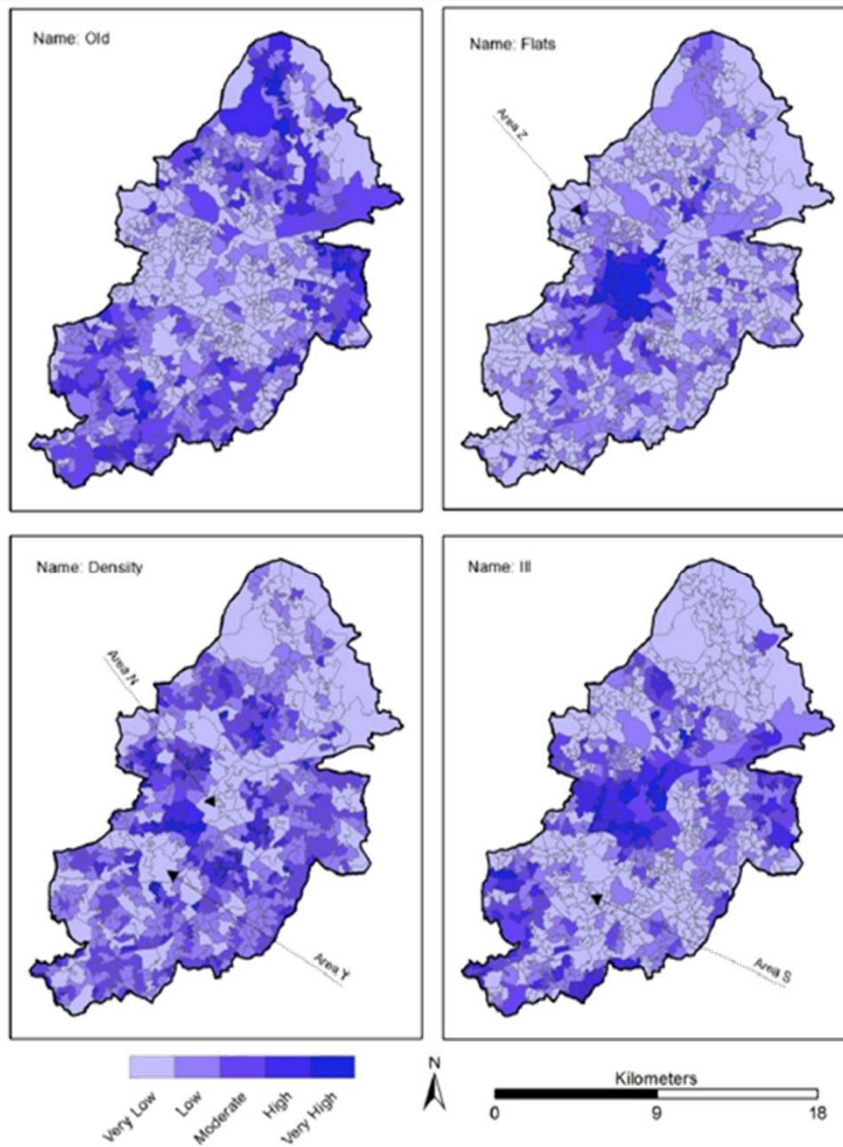 Name: Old
Name: Flats
Area Z
Name: Density
Name: Ill
Area N
Area Y
Area S
Very Low
Low
Moderate
High
Very High
N
Kilometers
0
9
18